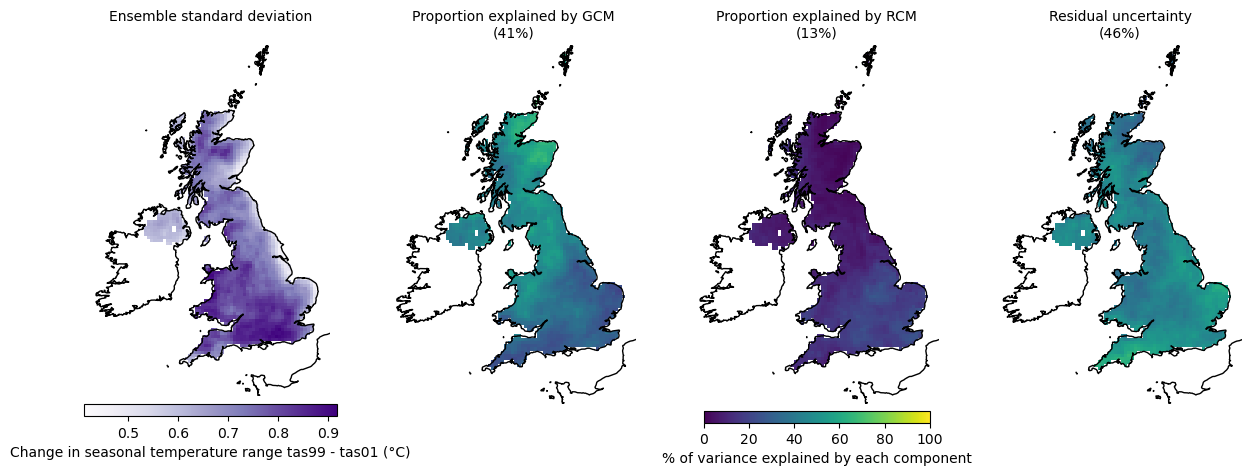 Ensemble standard deviation
Proportion explained by GCM
(41%)
Proportion explained by RCM
(13%)
Residual uncertainty
(46%)
0.5 0.6 0.7 0.8 0.9
Change in seasonal temperature range tas99 - tas01 (°C)
0 20 40 60 80 100
% of variance explained by each component